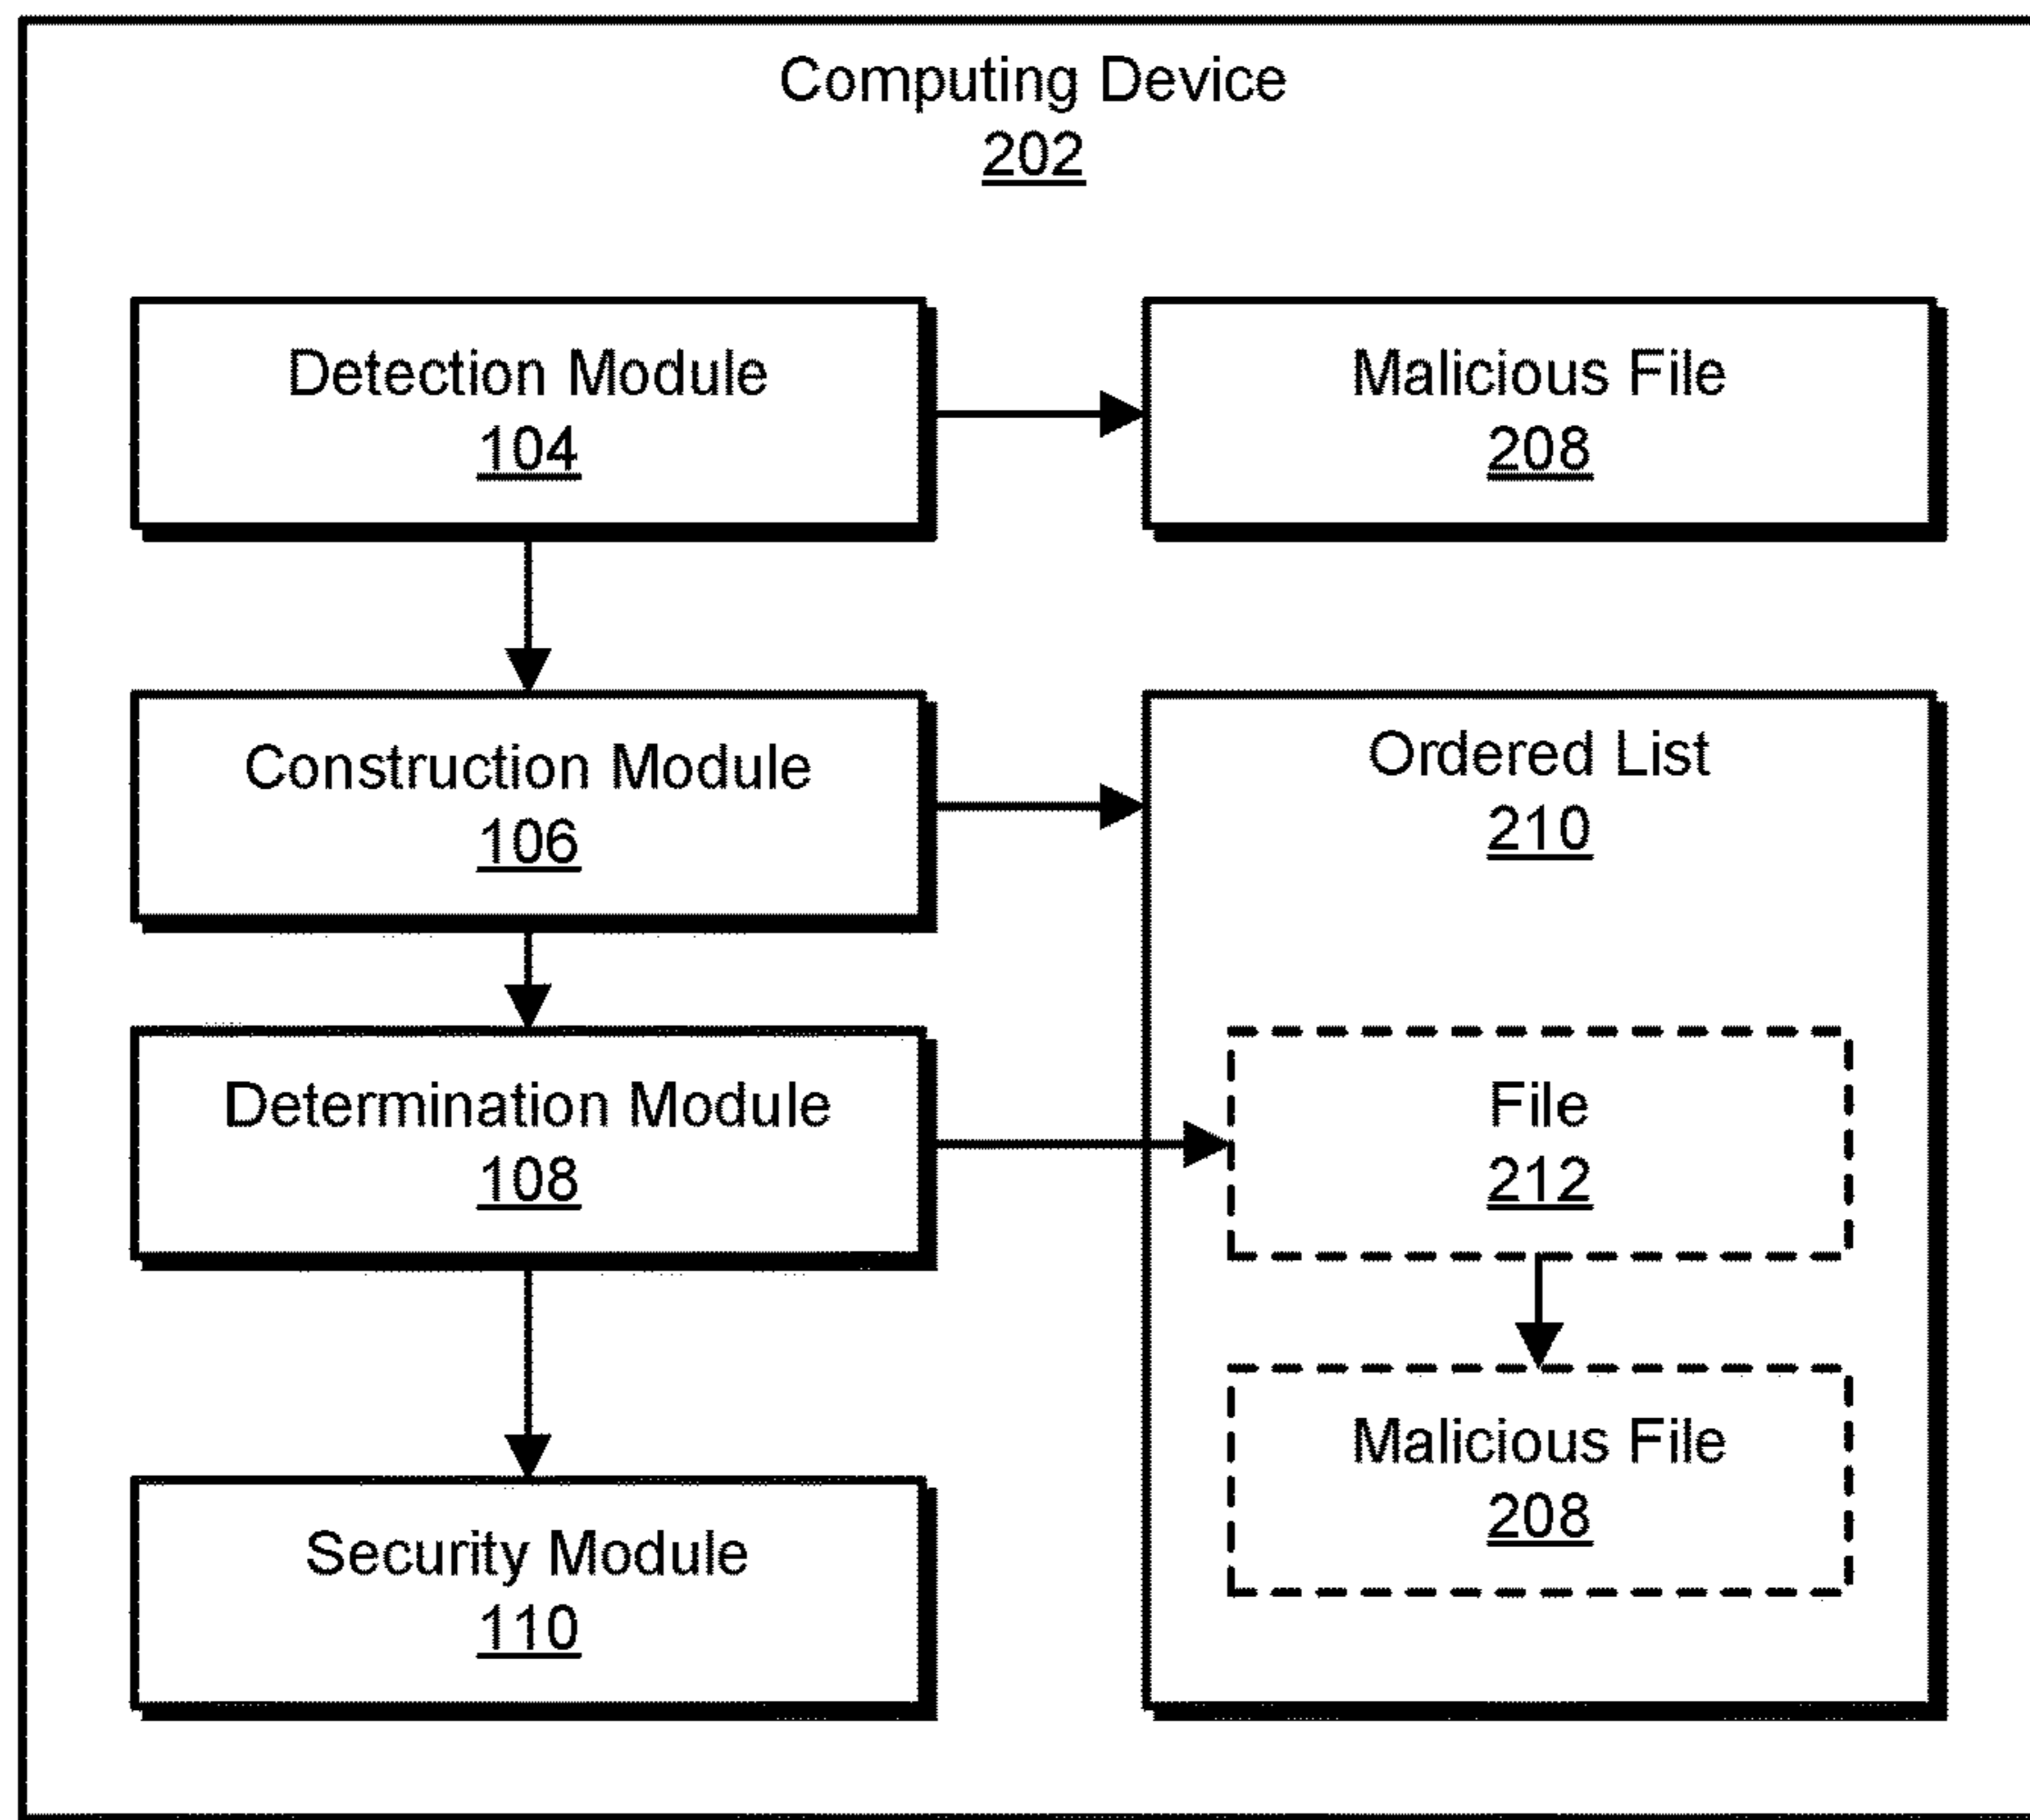 Computing Device
202
Detection Module
104
Malicious File
208
Construction Module
106
Ordered List
210
Determination Module
108
File
212
Malicious File
208
Security Module
110